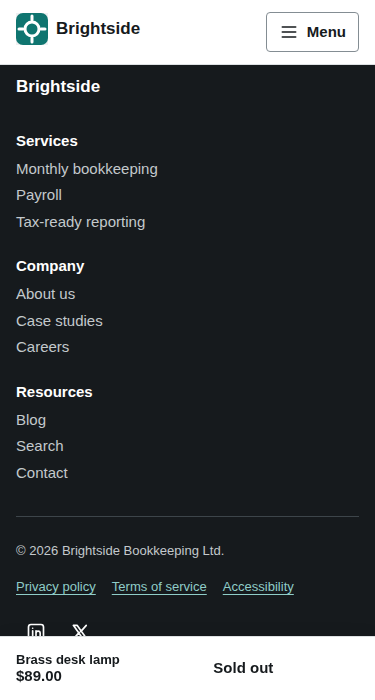 Brightside
Menu
Brightside
Services
Monthly bookkeeping
Payroll
Tax-ready reporting
Company
About us
Case studies
Careers
Resources
Blog
Search
Contact
© 2026 Brightside Bookkeeping Ltd.
Privacy policy Terms of service Accessibility
Brass desk lamp
$89.00
Sold out